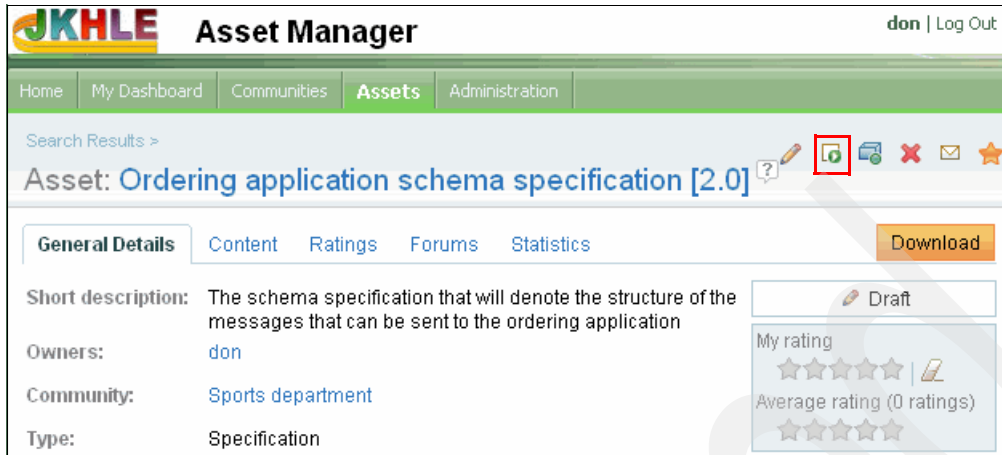 JKHLE Asset Manager don | Log Out
Home My Dashboard Communities Assets Administration
Search Results >
Asset: Ordering application schema specification [2.0] ?
General Details Content Ratings Forums Statistics Download
Short description: The schema specification that will denote the structure of the
messages that can be sent to the ordering application
Draft
Owners: don
My rating
Community: Sports department
Average rating (0 ratings)
Type: Specification